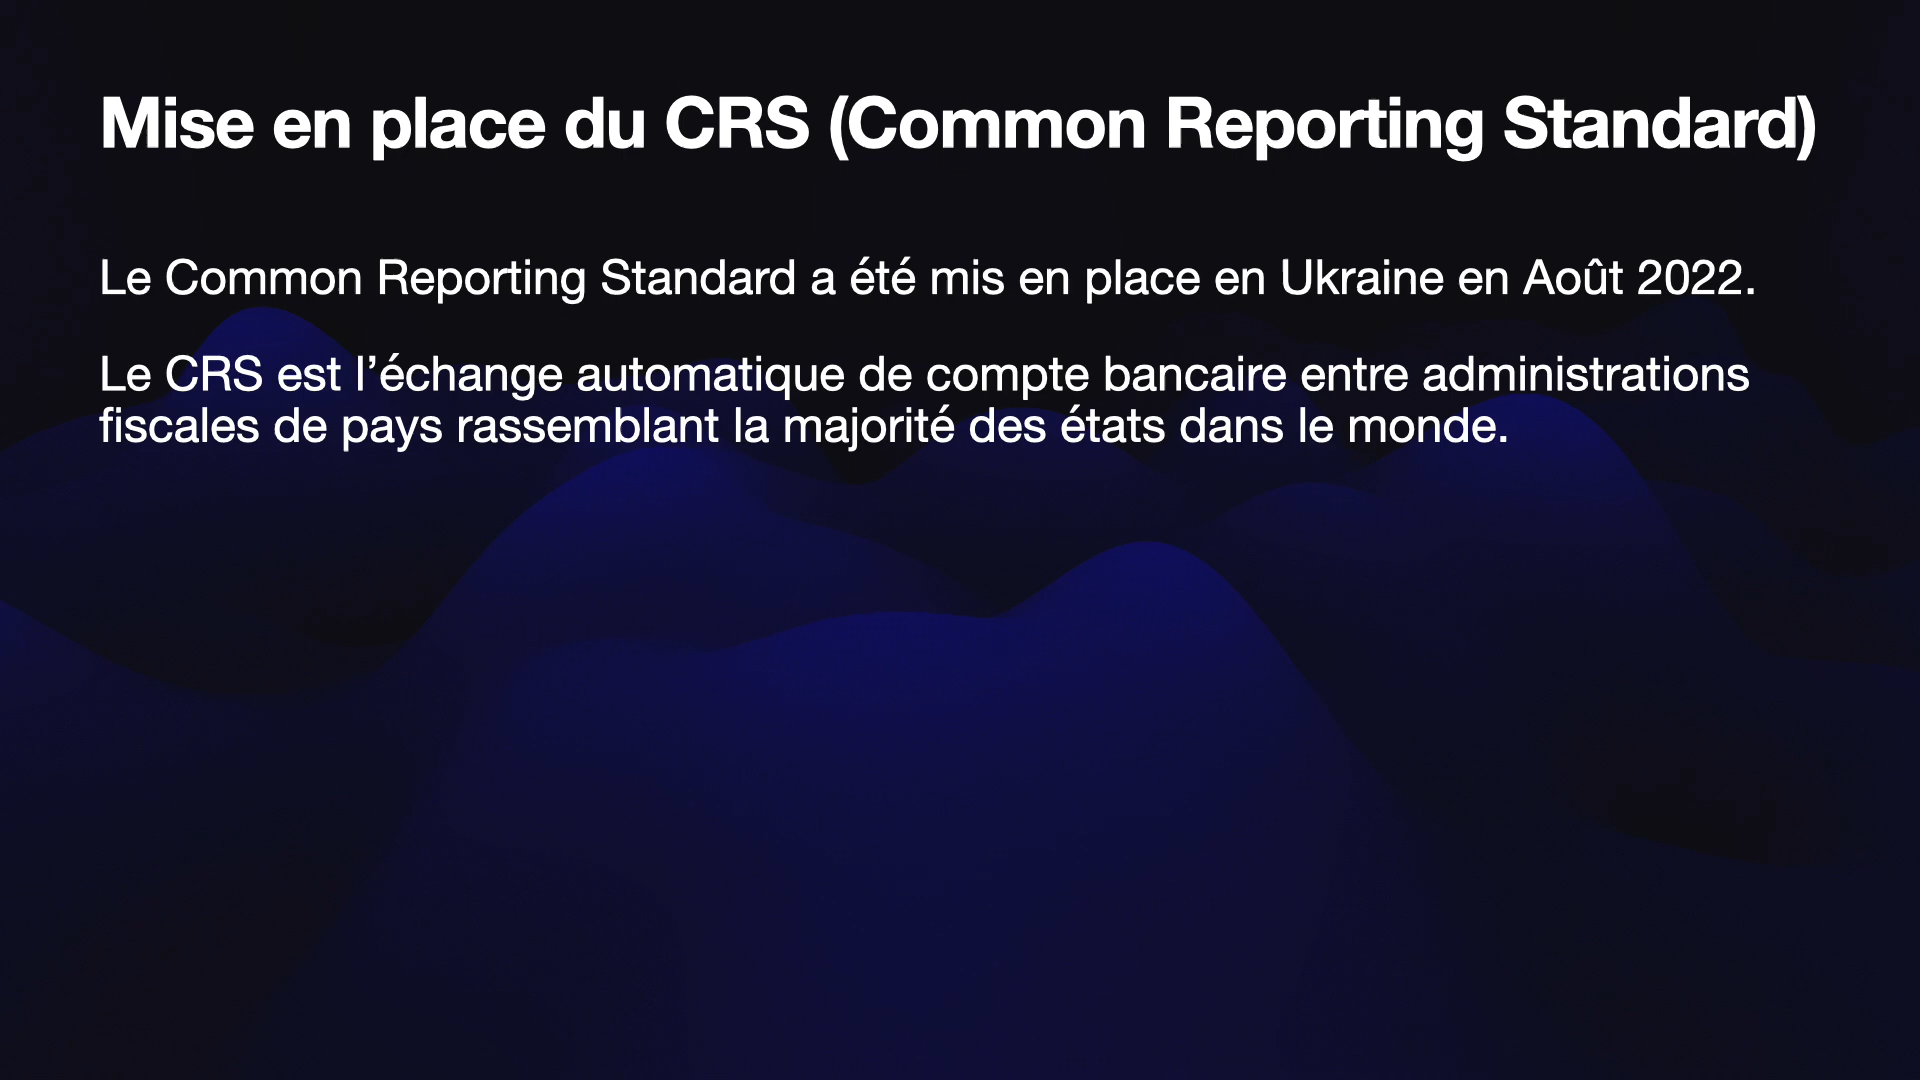 Mise en place du CRS (Common Reporting Standard)
Le Common Reporting Standard a été mis en place en Ukraine en Août 2022.
Le CRS est l’échange automatique de compte bancaire entre administrations
fiscales de pays rassemblant la majorité des états dans le monde.